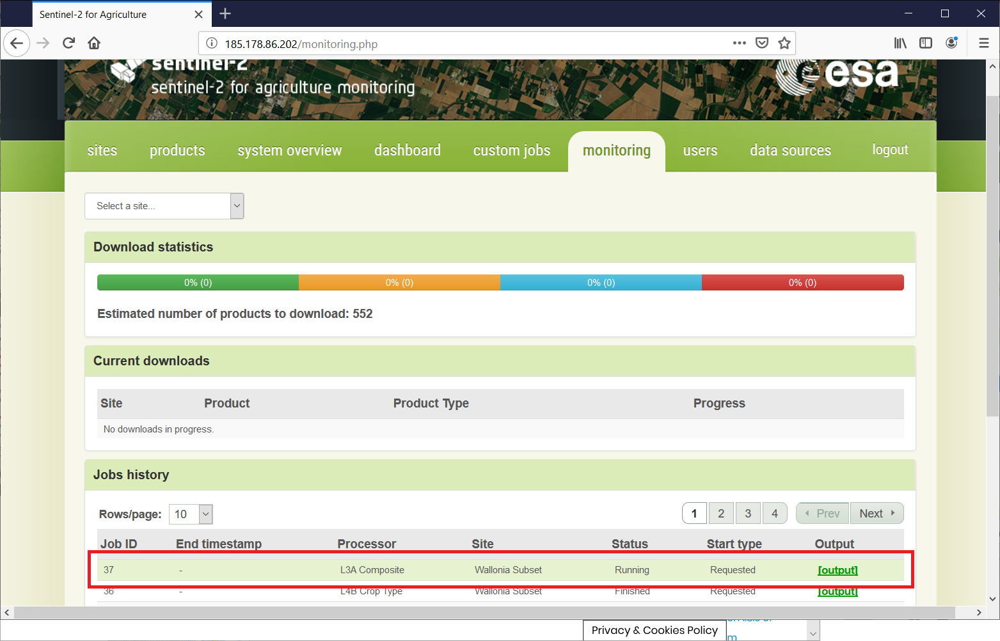 Sentinel-2 for Agriculture
185.178.86.202/monitoring.php
sentinel-2
sentinel-2 for agriculture monitoring
esa
sites products system overview dashboard custom jobs monitoring users data sources logout
Select a site...
Download statistics
0% (0) 0% (0) 0% (0) 0% (0)
Estimated number of products to download: 552
Current downloads
Site Product Product Type Progress
No downloads in progress.
Jobs history
Rows/page: 10 1 2 3 4 Prev Next
Job ID End timestamp Processor Site Status Start type Output
37 - L3A Composite Wallonia Subset Running Requested [output]
36 - L4B Crop Type Wallonia Subset Finished Requested [output]
Privacy & Cookies Policy